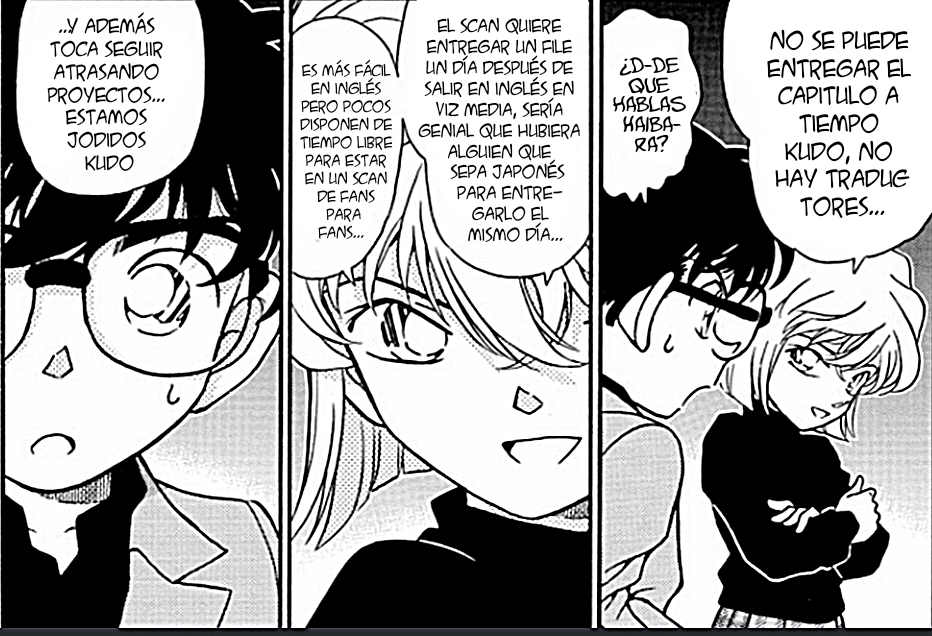 NO SE PUEDE
ENTREGAR EL
CAPITULO A
TIEMPO
KUDO, NO
HAY TRADUC
TORES...
¿D-DE
QUE
HABLAS
HAIBA-
RA?
EL SCAN QUIERE
ENTREGAR UN FILE
UN DÍA DESPUÉS DE
SALIR EN INGLÉS EN
VIZ MEDIA, SERÍA
GENIAL QUE HUBIERA
ALGUIEN QUE
SEPA JAPONÉS
PARA ENTRE-
GARLO EL
MISMO DÍA...
ES MÁS FÁCIL
EN INGLÉS
PERO POCOS
DISPONEN DE
TIEMPO LIBRE
PARA ESTAR
EN UN SCAN
DE FANS
PARA
FANS...
..Y ADEMÁS
TOCA SEGUIR
ATRASANDO
PROYECTOS...
ESTAMOS
JODIDOS
KUDO